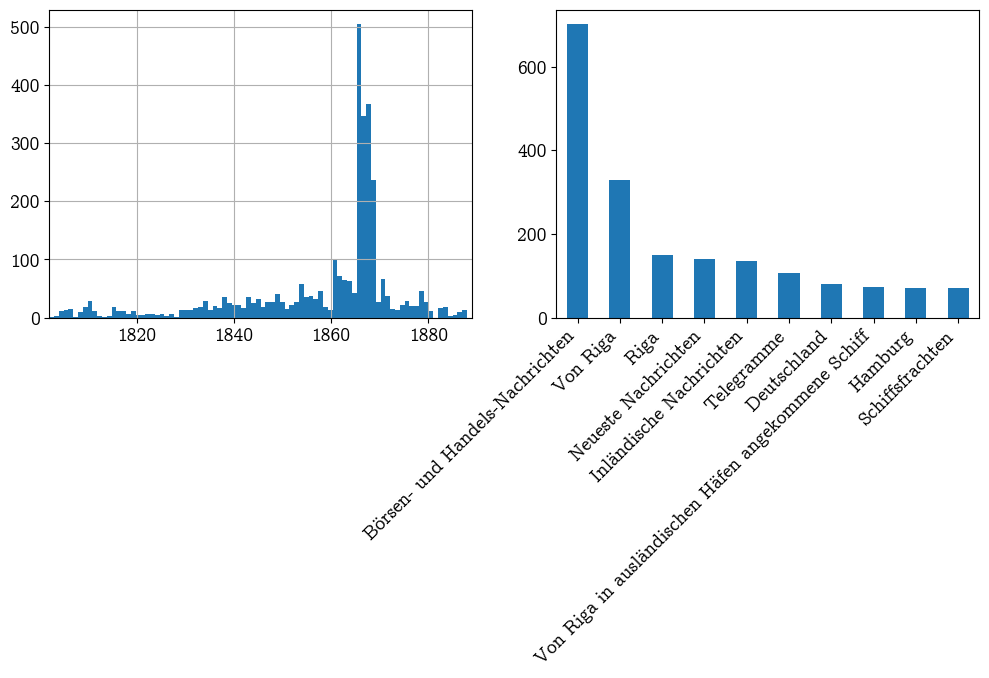 500
400
300
200
100
0
1820
1840
1860
1880
600
400
200
0
Börsen- und Handels-Nachrichten
Von Riga
Riga
Neueste Nachrichten
Inländische Nachrichten
Telegramme
Deutschland
Von Riga in ausländischen Häfen angekommene Schiff
Hamburg
Schiffsfrachten